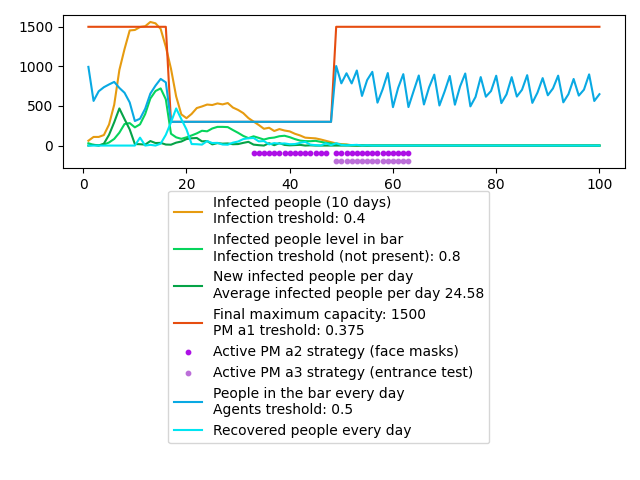 1500
1000
500
0
0
20
40
60
80
100
Infected people (10 days)
Infection treshold: 0.4
Infected people level in bar
Infection treshold (not present): 0.8
New infected people per day
Average infected people per day 24.58
Final maximum capacity: 1500
PM a1 treshold: 0.375
Active PM a2 strategy (face masks)
Active PM a3 strategy (entrance test)
People in the bar every day
Agents treshold: 0.5
Recovered people every day